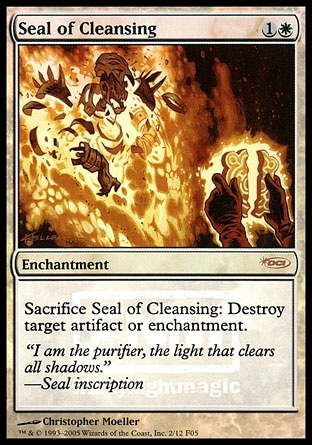 Seal of Cleansing 1
Enchantment
DCI
Sacrifice Seal of Cleansing: Destroy
target artifact or enchantment.
"I am the purifier, the light that clears
all shadows."
—Seal inscription
Christopher Moeller
™ & © 1993–2005 Wizards of the Coast, Inc. 2/12 F05